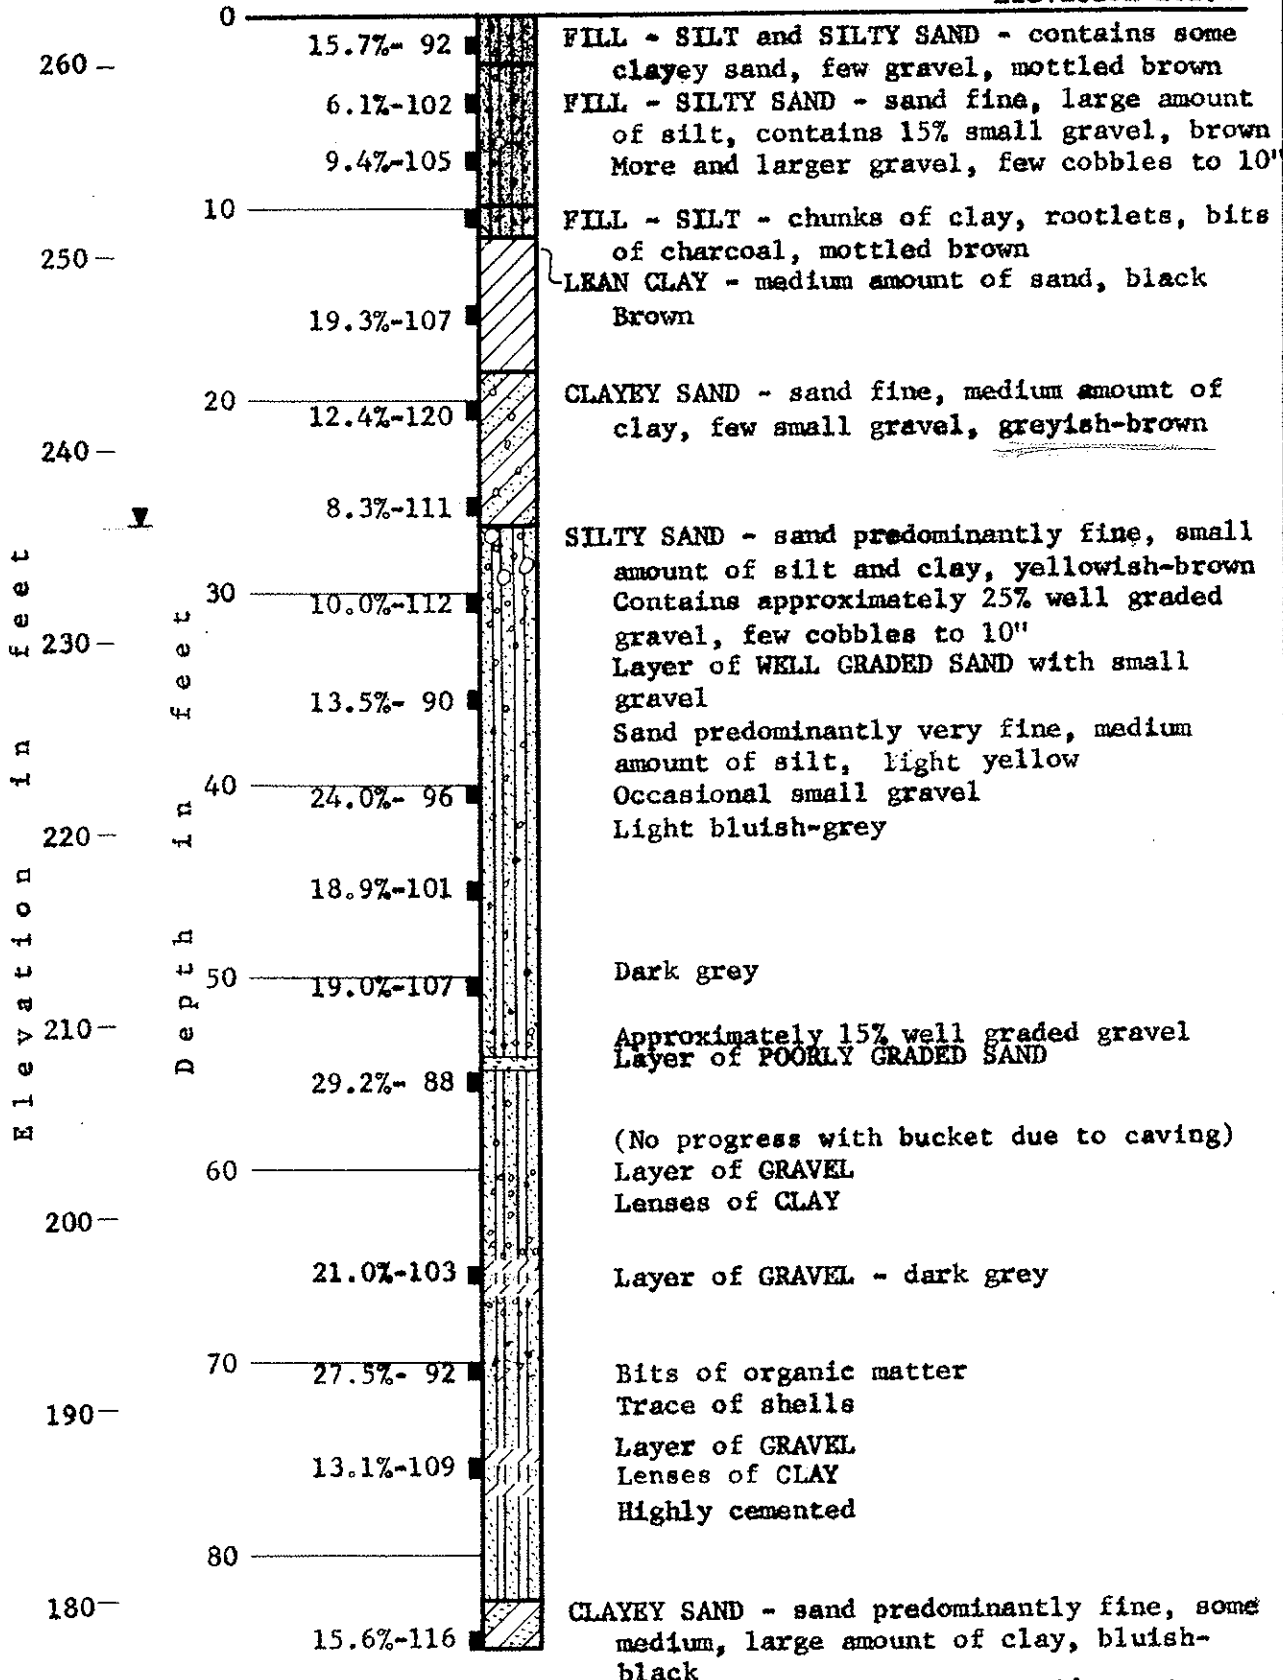 0
15.7%- 92
FILL - SILT and SILTY SAND - contains some
260
clayey sand, few gravel, mottled brown
6.1%-102
FILL - SILTY SAND - sand fine, large amount
of silt, contains 15% small gravel, brown
9.4%-105
More and larger gravel, few cobbles to 10"
10
FILL - SILT - chunks of clay, rootlets, bits
of charcoal, mottled brown
250
LEAN CLAY - medium amount of sand, black
19.3%-107
Brown
20
12.4%-120
CLAYEY SAND - sand fine, medium amount of
clay, few small gravel, greyish-brown
240
8.3%-111
SILTY SAND - sand predominantly fine, small
amount of silt and clay, yellowish-brown
30
10.0%-112
Contains approximately 25% well graded
gravel, few cobbles to 10"
230
Layer of WELL GRADED SAND with small
gravel
13.5%- 90
Sand predominantly very fine, medium
amount of silt, light yellow
40
24.0%- 96
Occasional small gravel
220
Light bluish-grey
18.9%-101
50
19.0%-107
Dark grey
210
Approximately 15% well graded gravel
Layer of POORLY GRADED SAND
29.2%- 88
(No progress with bucket due to caving)
60
Layer of GRAVEL
Lenses of CLAY
200
21.0%-103
Layer of GRAVEL - dark grey
70
27.5%- 92
Bits of organic matter
Trace of shells
190
Layer of GRAVEL
13.1%-109
Lenses of CLAY
Highly cemented
80
180
CLAYEY SAND - sand predominantly fine, some
15.6%-116
medium, large amount of clay, bluish-
black
Elevation in feet
Depth in feet